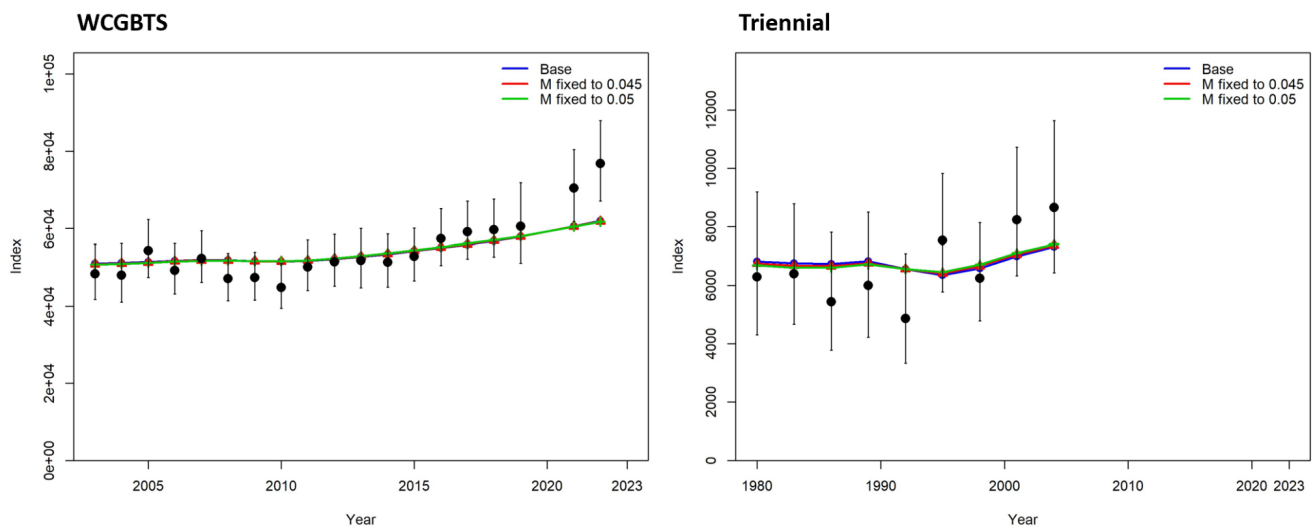 WCGBTS
Base
M fixed to 0.045
M fixed to 0.05
Index
0e+00
2e+04
4e+04
6e+04
8e+04
1e+05
2005
2010
2015
2020
2023
Year
Triennial
Base
M fixed to 0.045
M fixed to 0.05
Index
0
2000
4000
6000
8000
10000
12000
1980
1990
2000
2010
2020
2023
Year